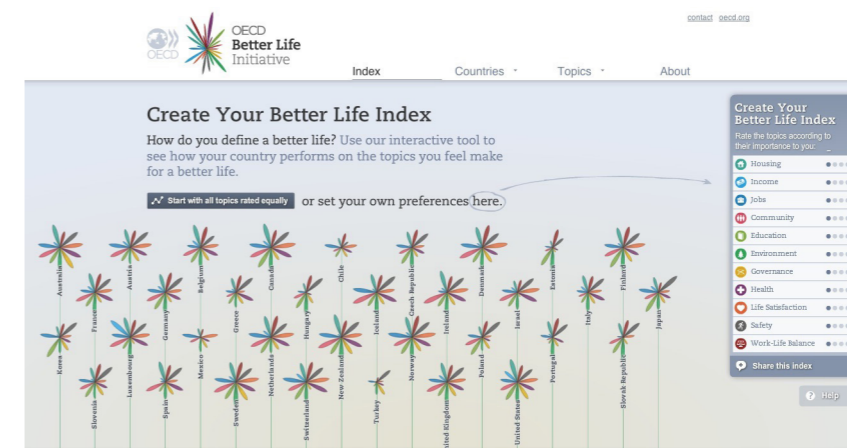 contact oecd.org
OECD
OECD
Better Life
Initiative
Index Countries Topics About
Create Your Better Life Index
How do you define a better life? Use our interactive tool to
see how your country performs on the topics you feel make
for a better life.
Start with all topics rated equally or set your own preferences here.
Create Your
Better Life Index
Rate the topics according to
their importance to you:
Housing
Income
Jobs
Community
Education
Environment
Governance
Health
Life Satisfaction
Safety
Work-Life Balance
Share this index
Help
Australia
Austria
Belgium
Canada
Chile
Czech Republic
Denmark
Estonia
Finland
France
Germany
Greece
Hungary
Iceland
Ireland
Israel
Italy
Japan
Korea
Luxembourg
Mexico
Netherlands
New Zealand
Norway
Poland
Portugal
Slovak Republic
Slovenia
Spain
Sweden
Switzerland
Turkey
United Kingdom
United States